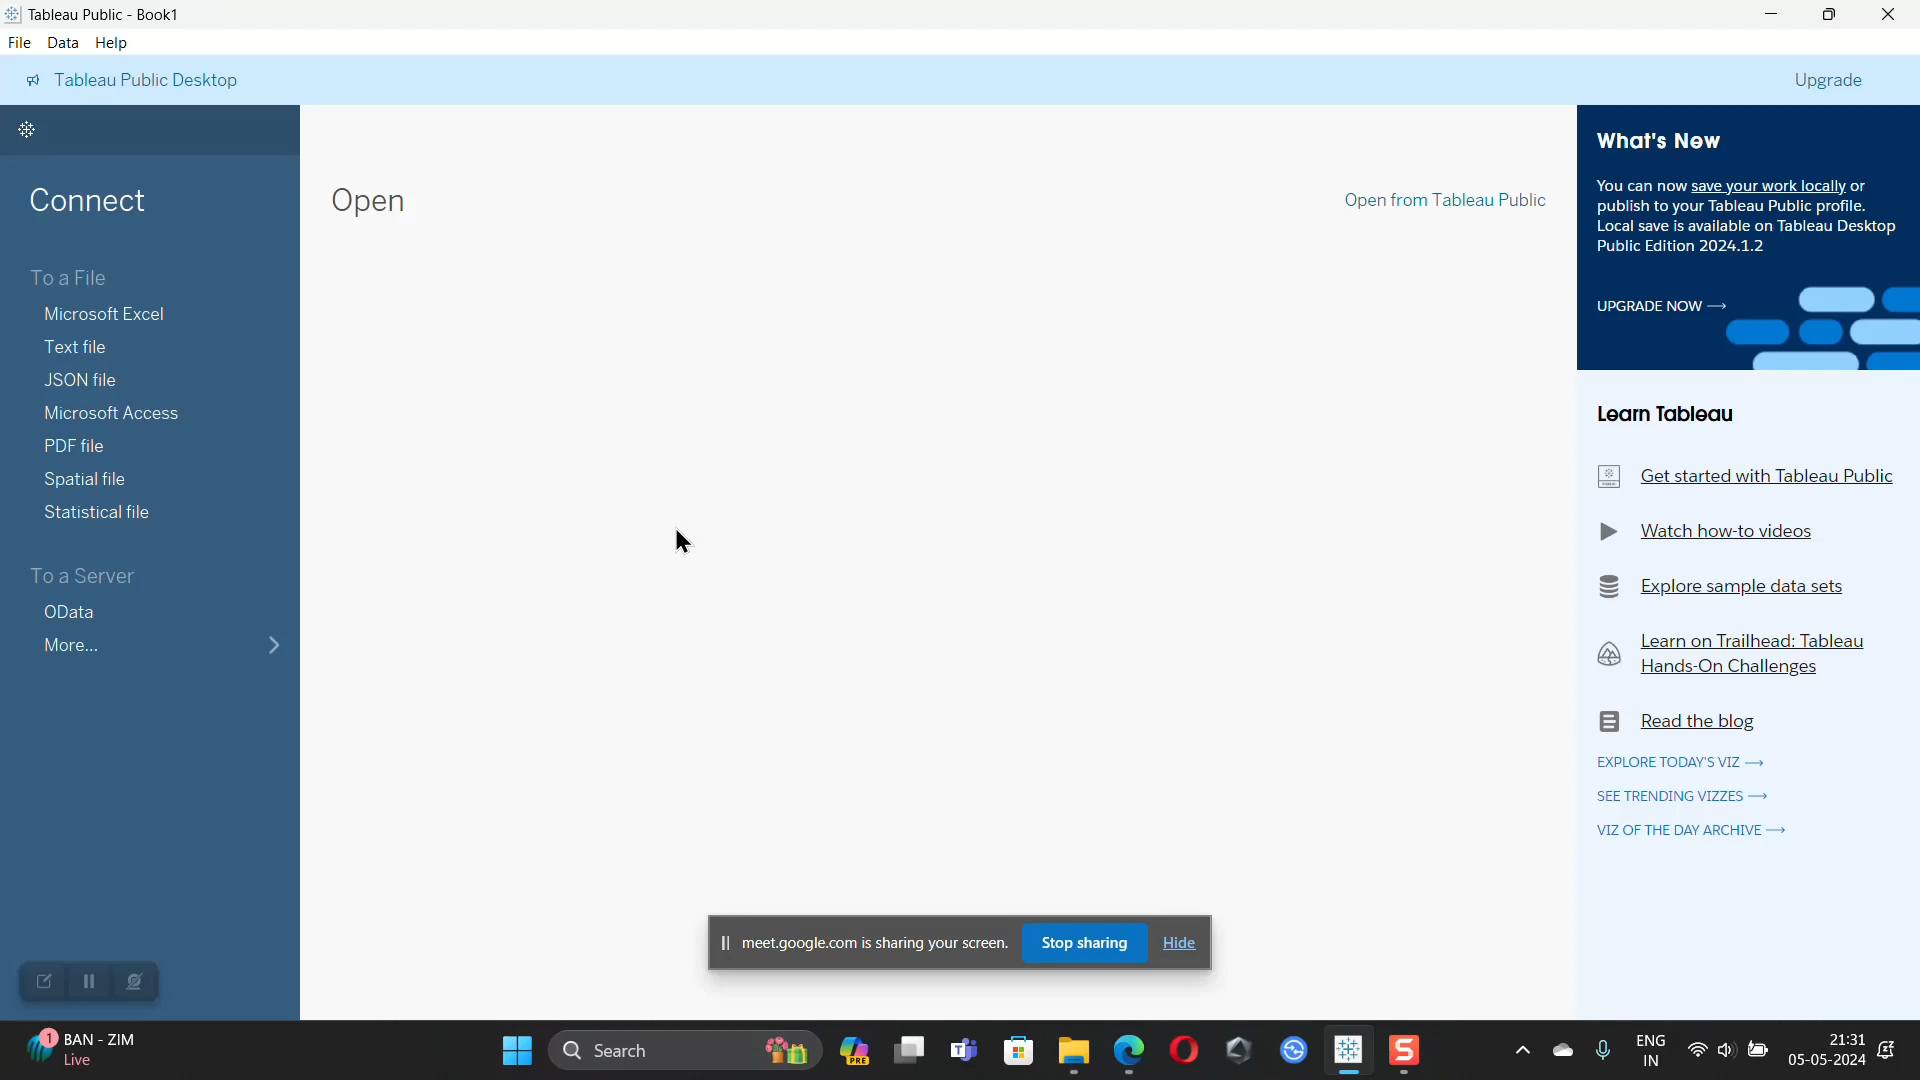 Tableau Public - Book1
File Data Help
Tableau Public Desktop
Upgrade
Connect
To a File
Microsoft Excel
Text file
JSON file
Microsoft Access
PDF file
Spatial file
Statistical file
To a Server
OData
More...
Open
Open from Tableau Public
What's New
You can now save your work locally or
publish to your Tableau Public profile.
Local save is available on Tableau Desktop
Public Edition 2024.1.2
UPGRADE NOW →
Learn Tableau
Get started with Tableau Public
Watch how-to videos
Explore sample data sets
Learn on Trailhead: Tableau
Hands-On Challenges
Read the blog
EXPLORE TODAY'S VIZ →
SEE TRENDING VIZZES →
VIZ OF THE DAY ARCHIVE →
meet.google.com is sharing your screen.
Stop sharing
Hide
1
BAN - ZIM
Live
Search
PRE
ENG
IN
21:31
05-05-2024